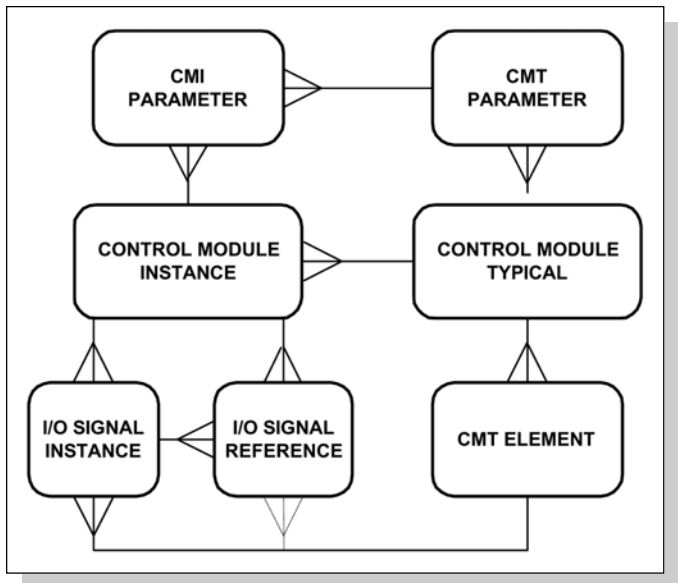 CMI
PARAMETER
CMT
PARAMETER
CONTROL MODULE
INSTANCE
CONTROL MODULE
TYPICAL
I/O SIGNAL
INSTANCE
I/O SIGNAL
REFERENCE
CMT ELEMENT